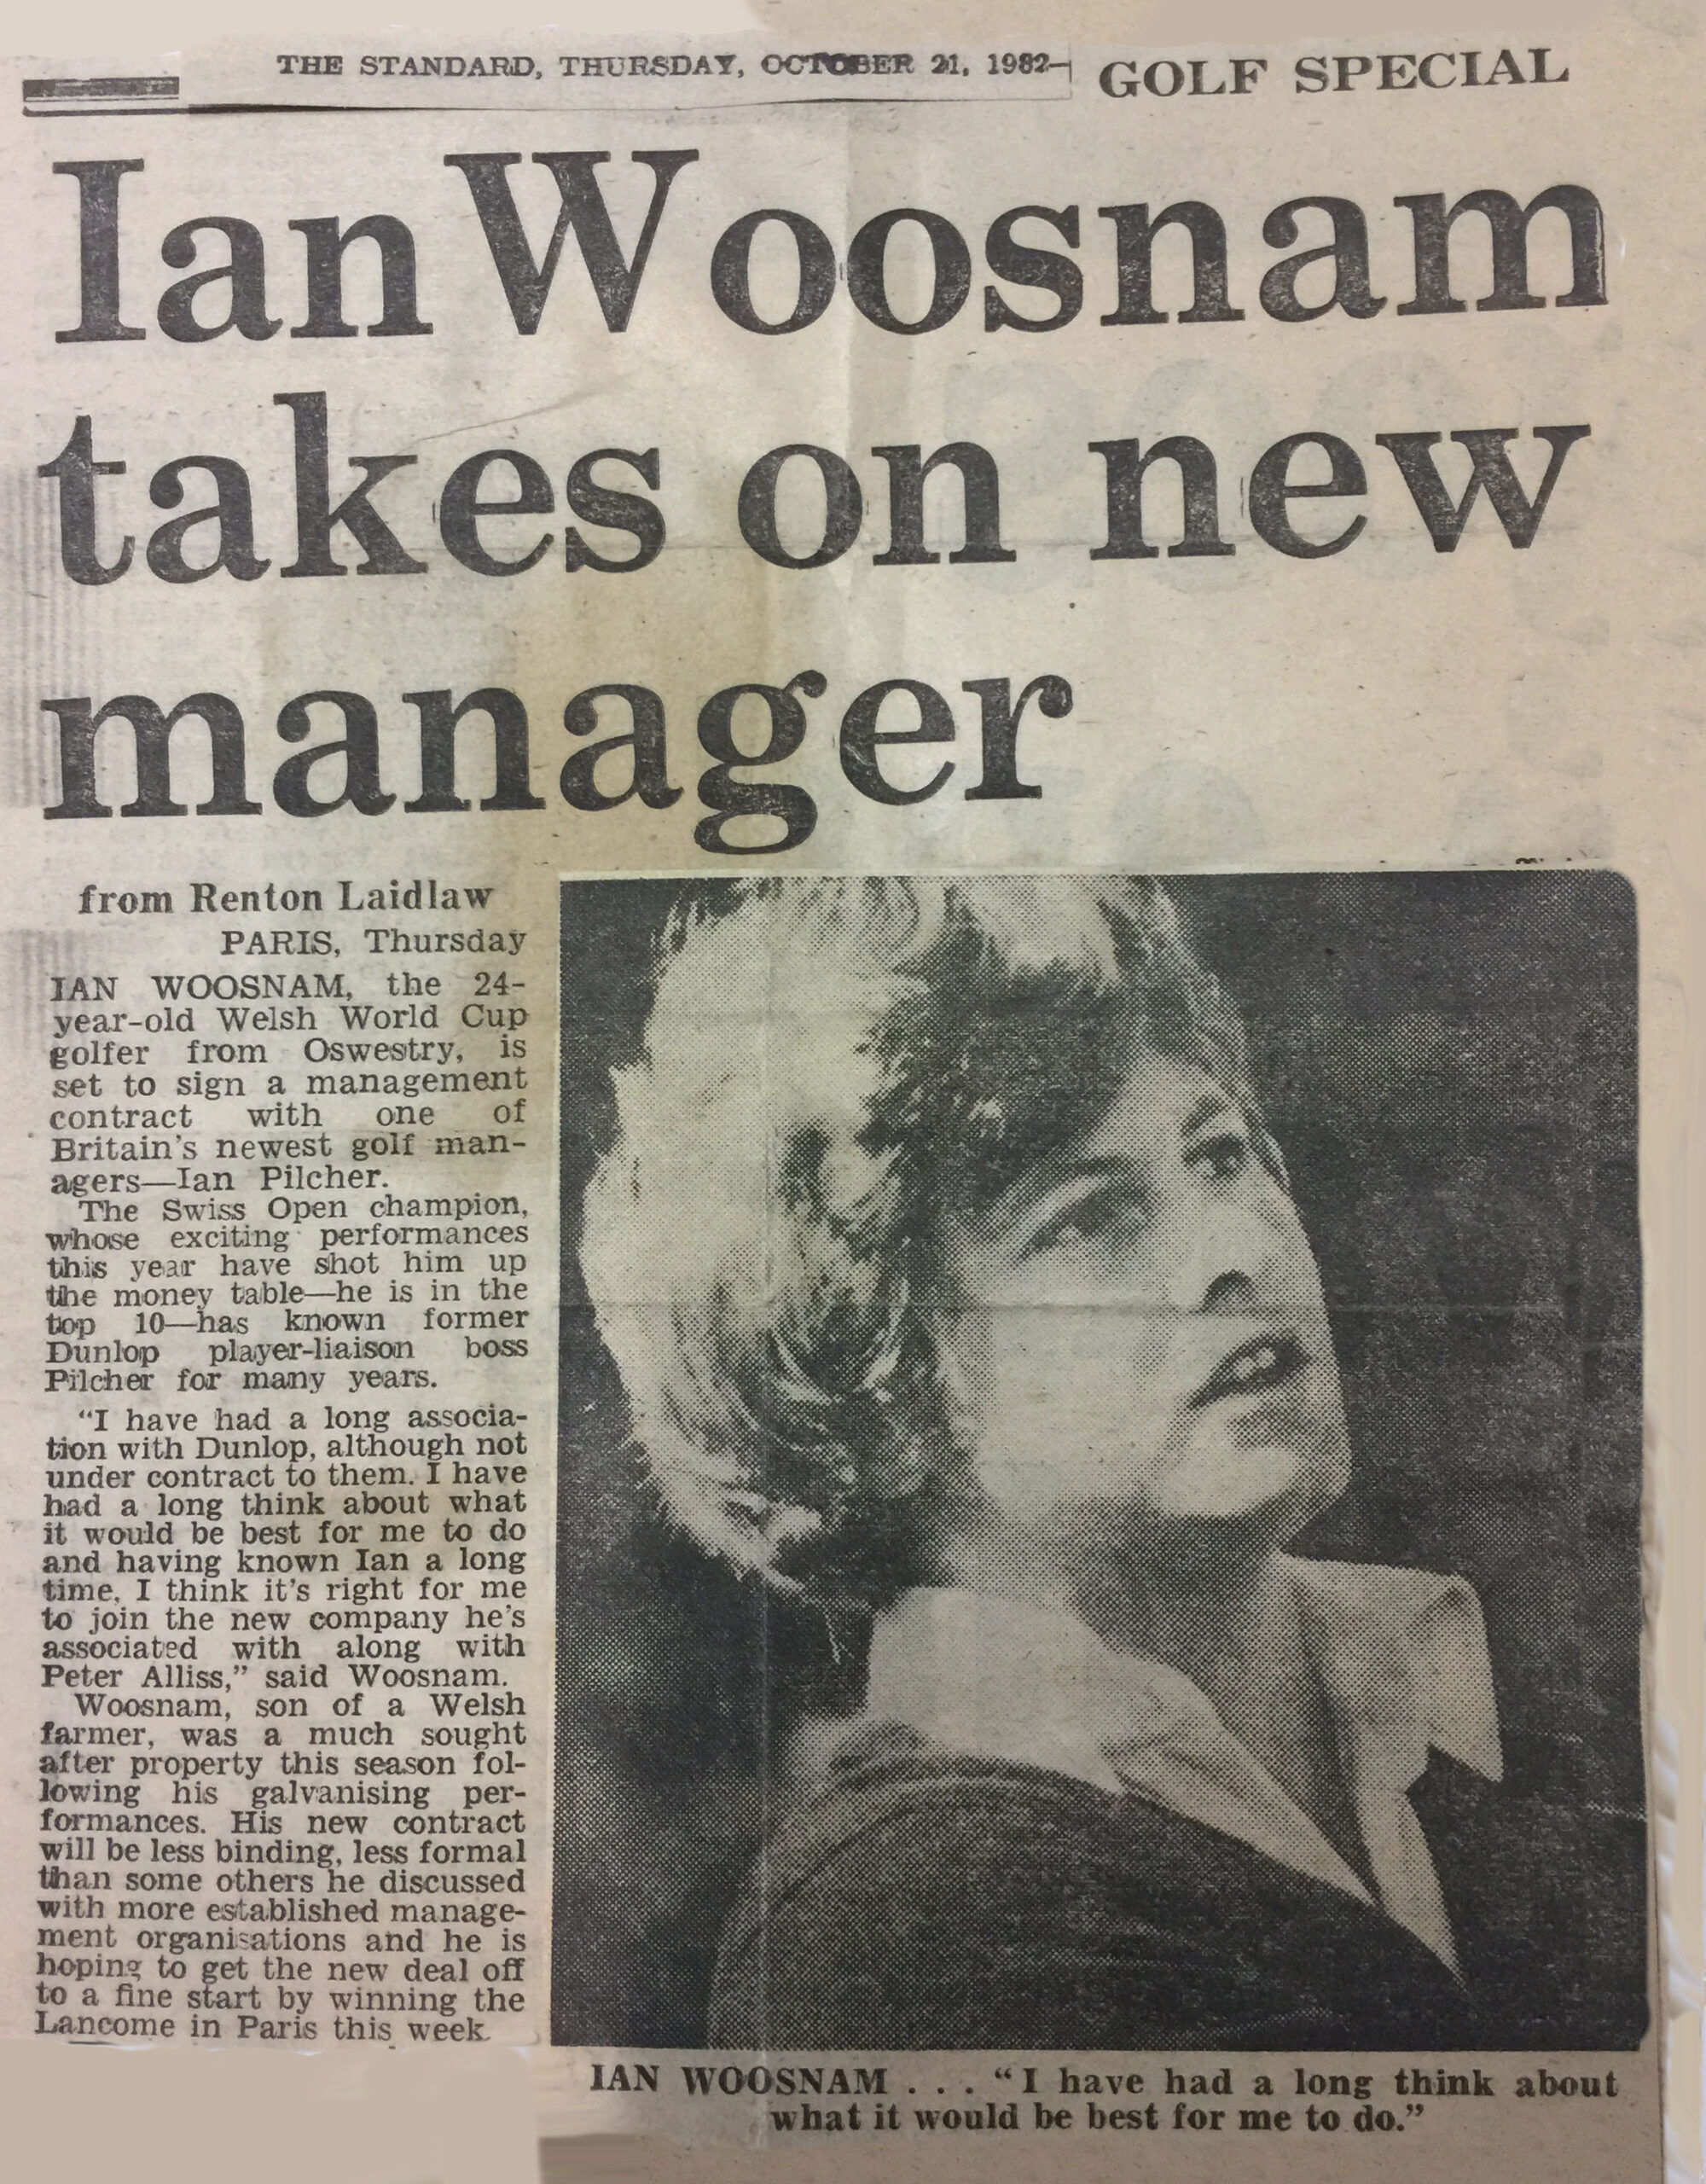 THE STANDARD, THURSDAY, OCTOBER 21, 1982—
GOLF SPECIAL
Ian Woosnam
takes on new
manager
from Renton Laidlaw
PARIS, Thursday
IAN WOOSNAM, the 24-
year-old Welsh World Cup
golfer from Oswestry, is
set to sign a management
contract with one of
Britain's newest golf man-
agers—Ian Pilcher.
The Swiss Open champion,
whose exciting performances
this year have shot him up
the money table—he is in the
top 10—has known former
Dunlop player-liaison boss
Pilcher for many years.
“I have had a long associa-
tion with Dunlop, although not
under contract to them. I have
had a long think about what
it would be best for me to do
and having known Ian a long
time, I think it's right for me
to join the new company he's
associated with along with
Peter Alliss,” said Woosnam.
Woosnam, son of a Welsh
farmer, was a much sought
after property this season fol-
lowing his galvanising per-
formances. His new contract
will be less binding, less formal
than some others he discussed
with more established manage-
ment organisations and he is
hoping to get the new deal off
to a fine start by winning the
Lancome in Paris this week.
IAN WOOSNAM . . . “I have had a long think about
what it would be best for me to do.”